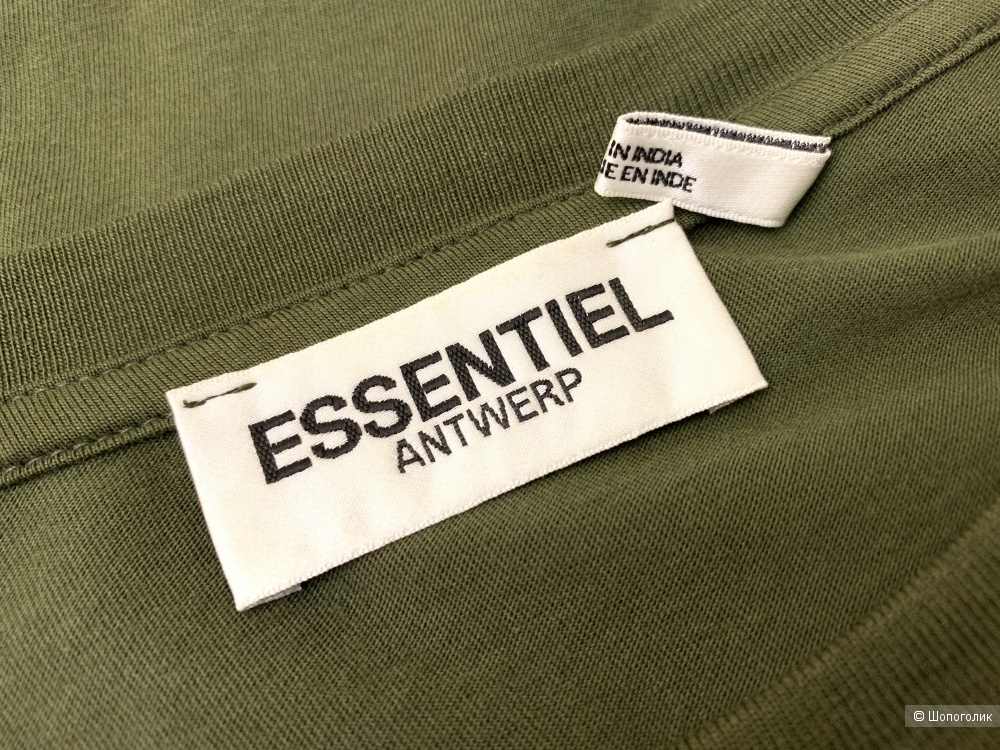 IN INDIA
EN INDE
ESSENTIEL
ANTWERP
© Шопоголик